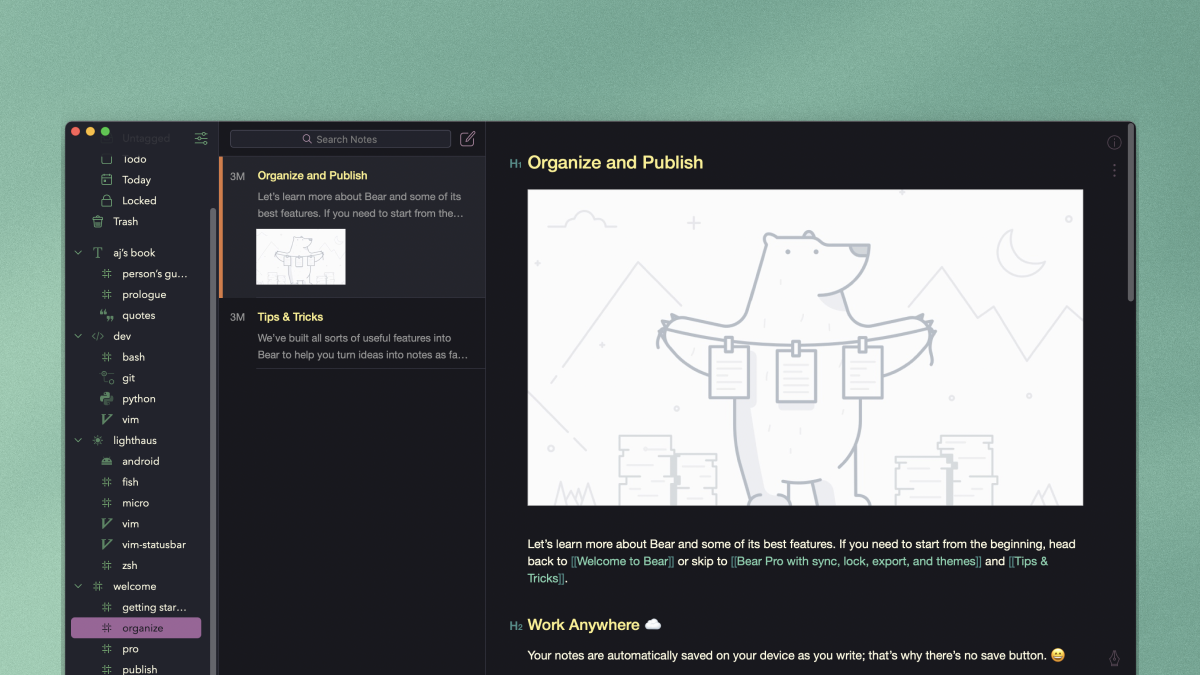 Untagged
Todo
Today
Locked
Trash
aj's book
person's gu...
prologue
quotes
dev
bash
git
python
vim
lighthaus
android
fish
micro
vim
vim-statusbar
zsh
welcome
getting star...
organize
pro
publish
Search Notes
3M
Organize and Publish
Let's learn more about Bear and some of its
best features. If you need to start from the...
3M
Tips & Tricks
We've built all sorts of useful features into
Bear to help you turn ideas into notes as fa...
H1 Organize and Publish
Let's learn more about Bear and some of its best features. If you need to start from the beginning, head
back to [[Welcome to Bear]] or skip to [[Bear Pro with sync, lock, export, and themes]] and [[Tips &
Tricks]].
H2 Work Anywhere ☁️
Your notes are automatically saved on your device as you write; that's why there's no save button. 😄